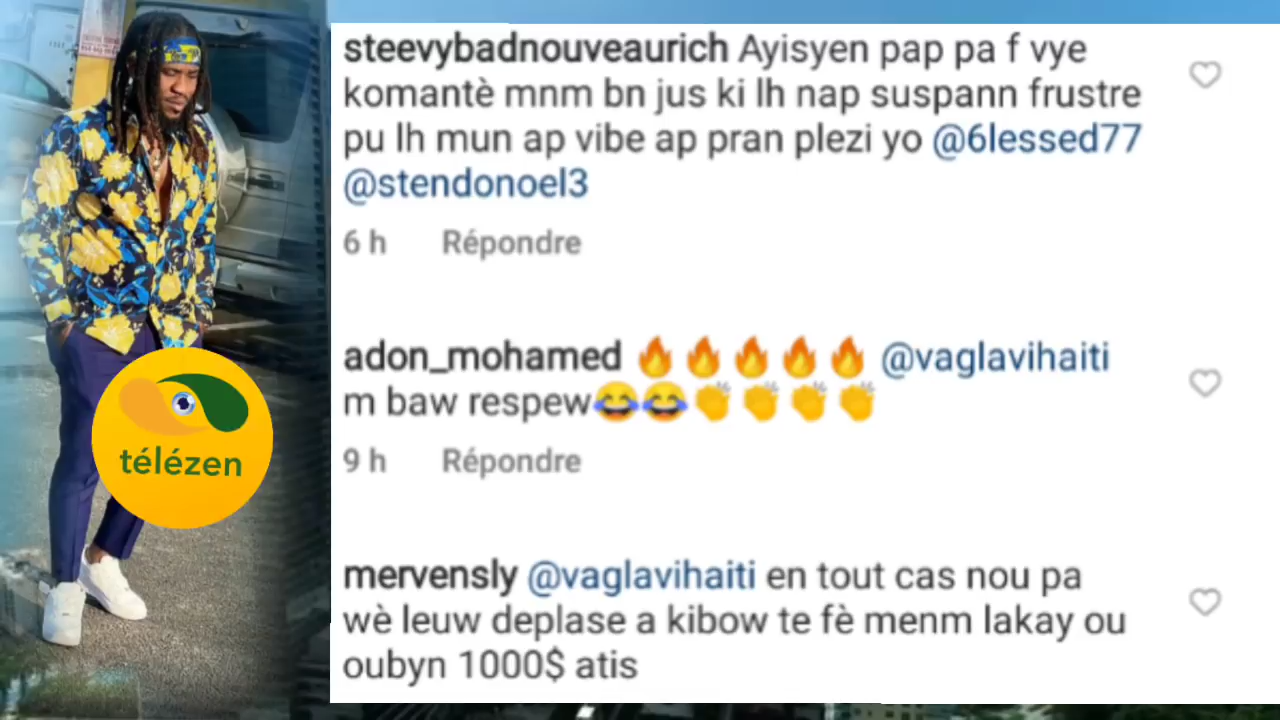 steevybadnouveaurich Ayisyen pap pa f vye
komantè mnm bn jus ki lh nap suspann frustre
pu lh mun ap vibe ap pran plezi yo @6lessed77
@stendonoel3
6 h Répondre
adon_mohamed 🔥🔥🔥🔥🔥 @vaglavihaiti
m baw respew😂😂👏👏👏👏
9 h Répondre
mervensly @vaglavihaiti en tout cas nou pa
wè leuw deplase a kibow te fè menm lakay ou
oubyn 1000$ atis
télézen